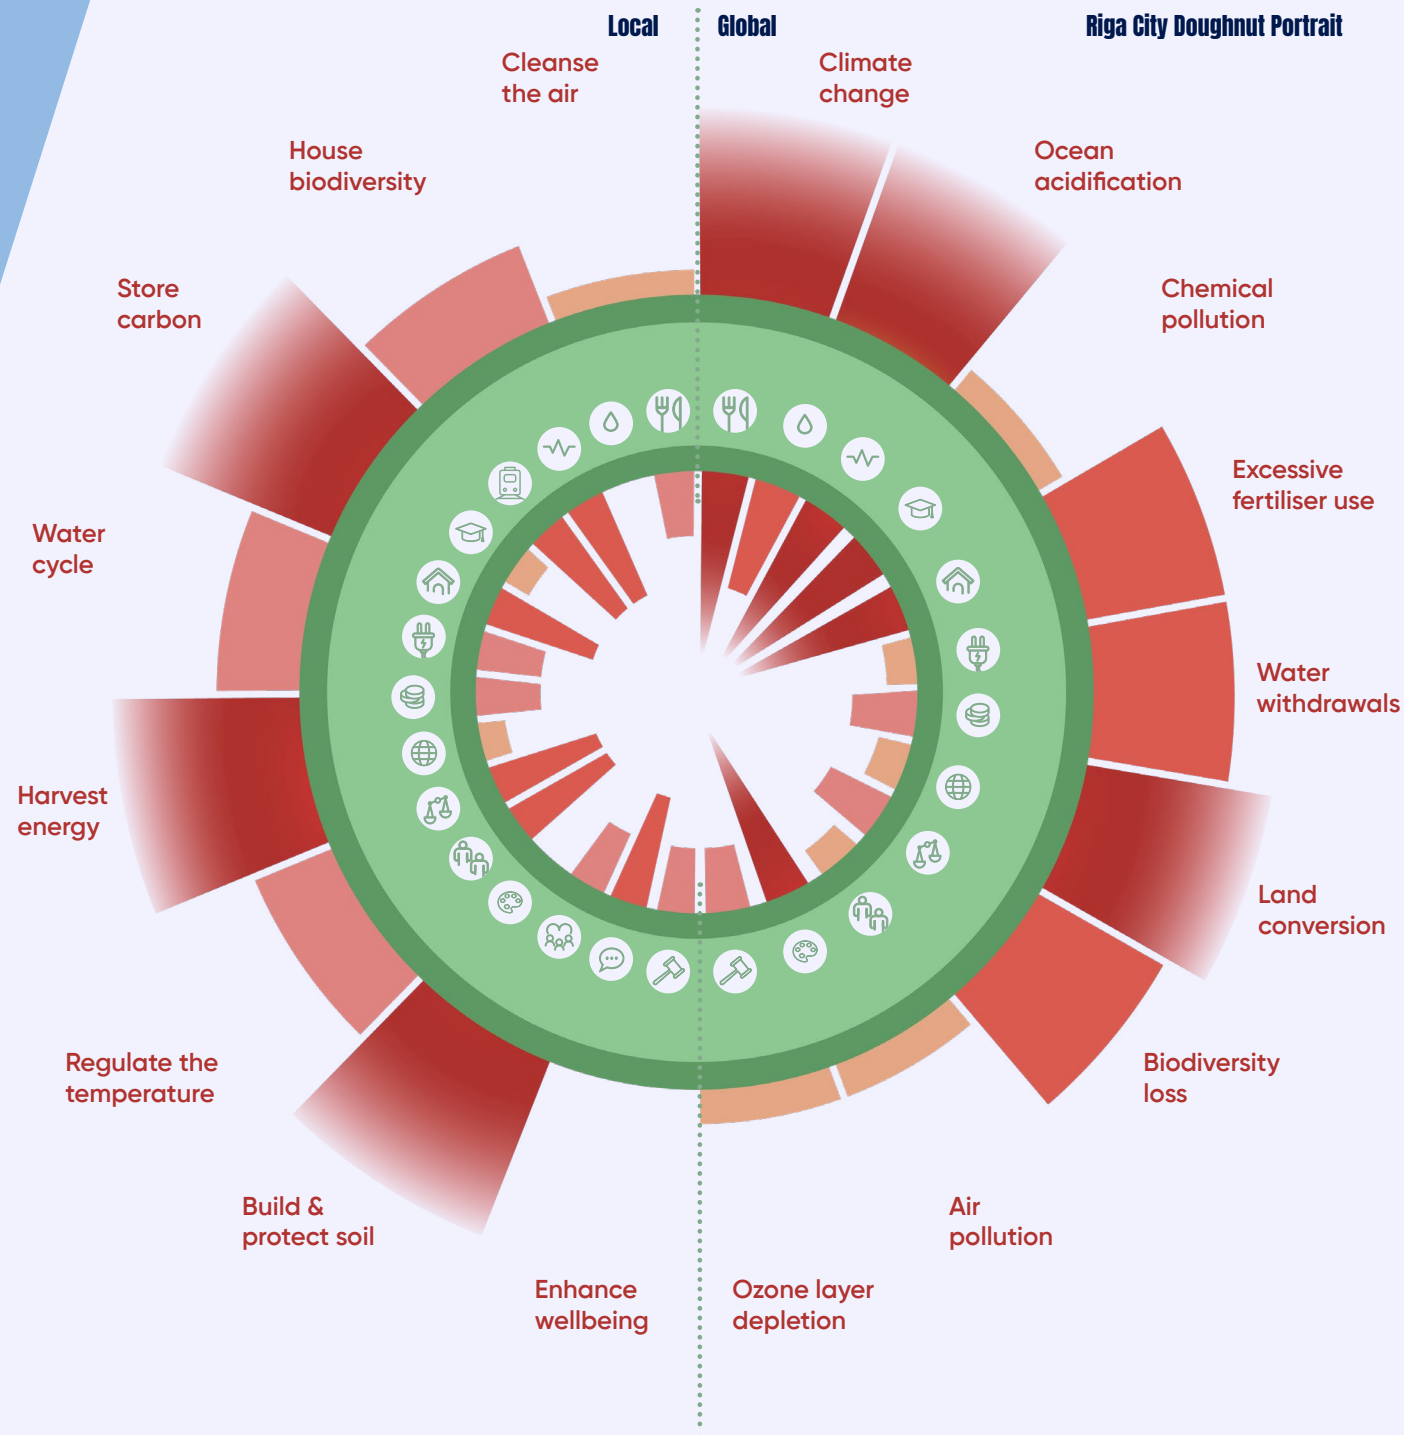 Local
Global
Riga City Doughnut Portrait
Cleanse
the air
Climate
change
House
biodiversity
Ocean
acidification
Store
carbon
Chemical
pollution
Excessive
fertiliser use
Water
cycle
Water
withdrawals
Harvest
energy
Land
conversion
Regulate the
temperature
Biodiversity
loss
Build &
protect soil
Air
pollution
Enhance
wellbeing
Ozone layer
depletion